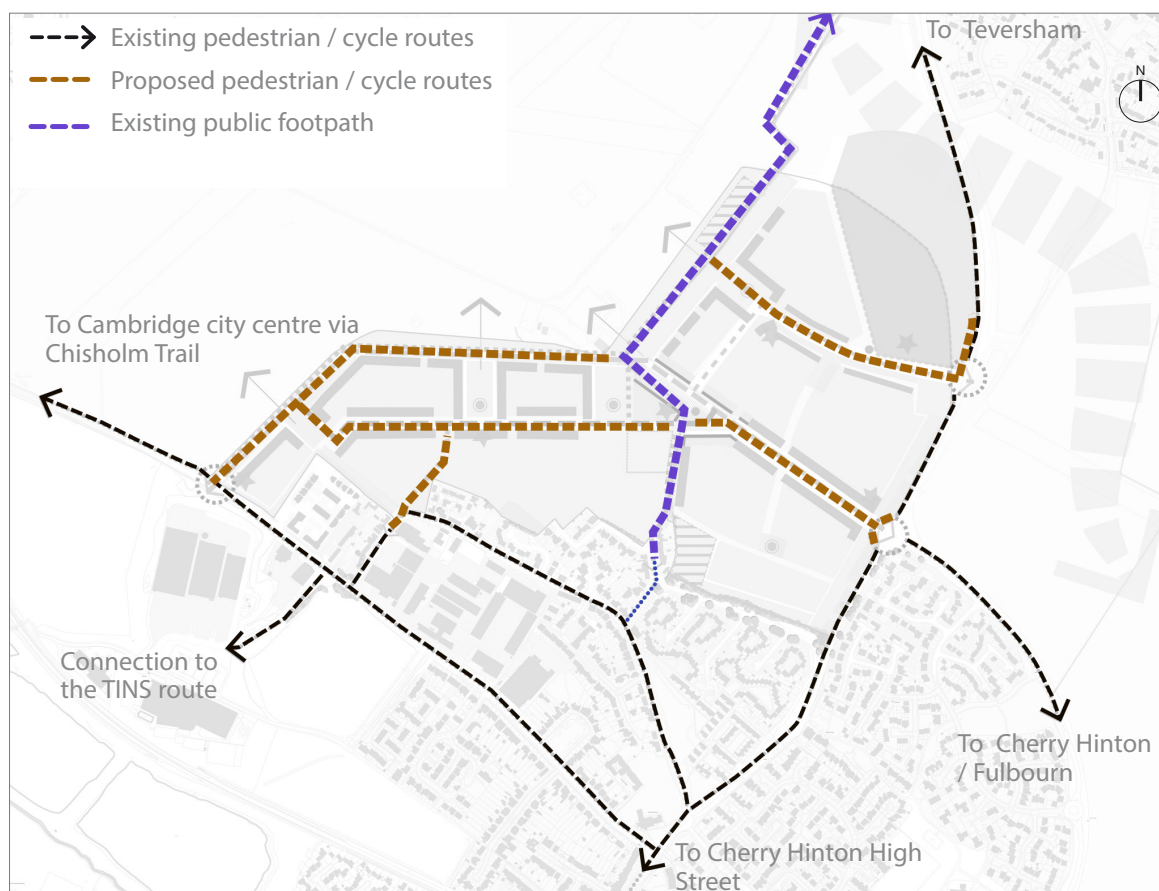 Existing pedestrian / cycle routes
Proposed pedestrian / cycle routes
Existing public footpath
To Teversham
N
To Cambridge city centre via
Chisholm Trail
Connection to
the TINS route
To Cherry Hinton
/ Fulbourn
To Cherry Hinton High
Street